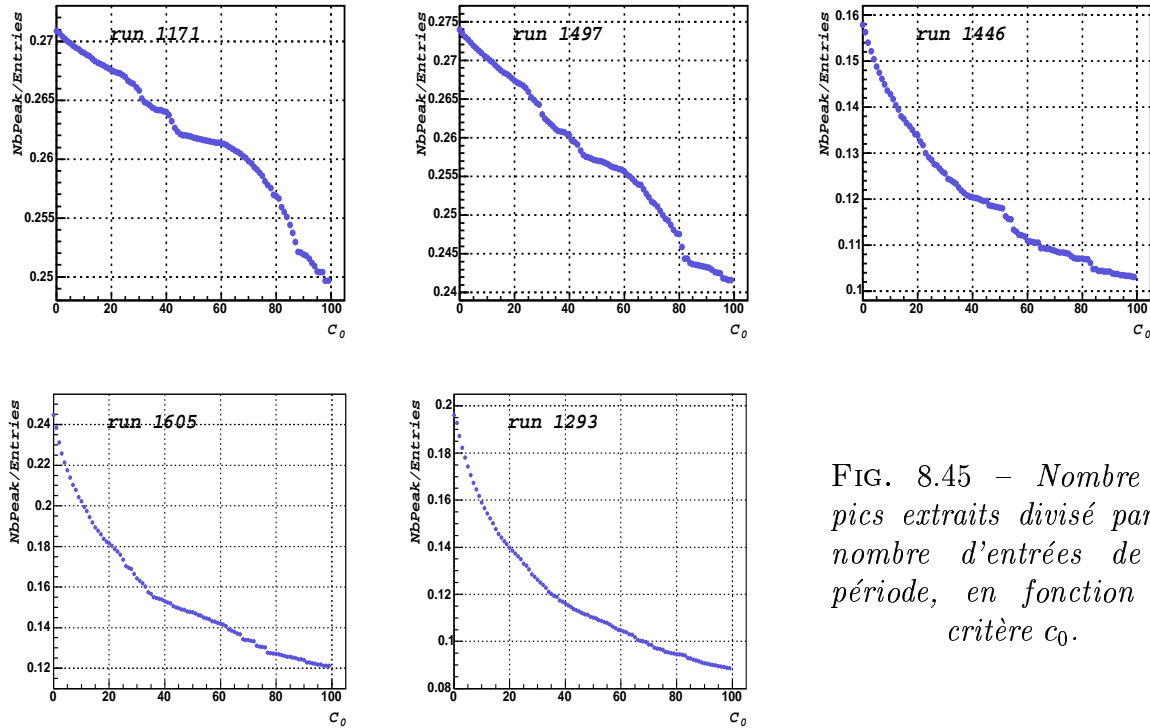 NbPeak/Entries
run 1171
0.27
0.265
0.26
0.255
0.25
0 20 40 60 80 100
C₀
NbPeak/Entries
run 1497
0.275
0.27
0.265
0.26
0.255
0.25
0.245
0.24
0 20 40 60 80 100
C₀
NbPeak/Entries
run 1446
0.16
0.15
0.14
0.13
0.12
0.11
0.1
0 20 40 60 80 100
C₀
NbPeak/Entries
run 1605
0.24
0.22
0.2
0.18
0.16
0.14
0.12
0 20 40 60 80 100
C₀
NbPeak/Entries
run 1293
0.2
0.18
0.16
0.14
0.12
0.1
0.08
0 20 40 60 80 100
C₀
FIG. 8.45 – Nombre
pics extraits divisé par
nombre d'entrées de
période, en fonction
critère c₀.